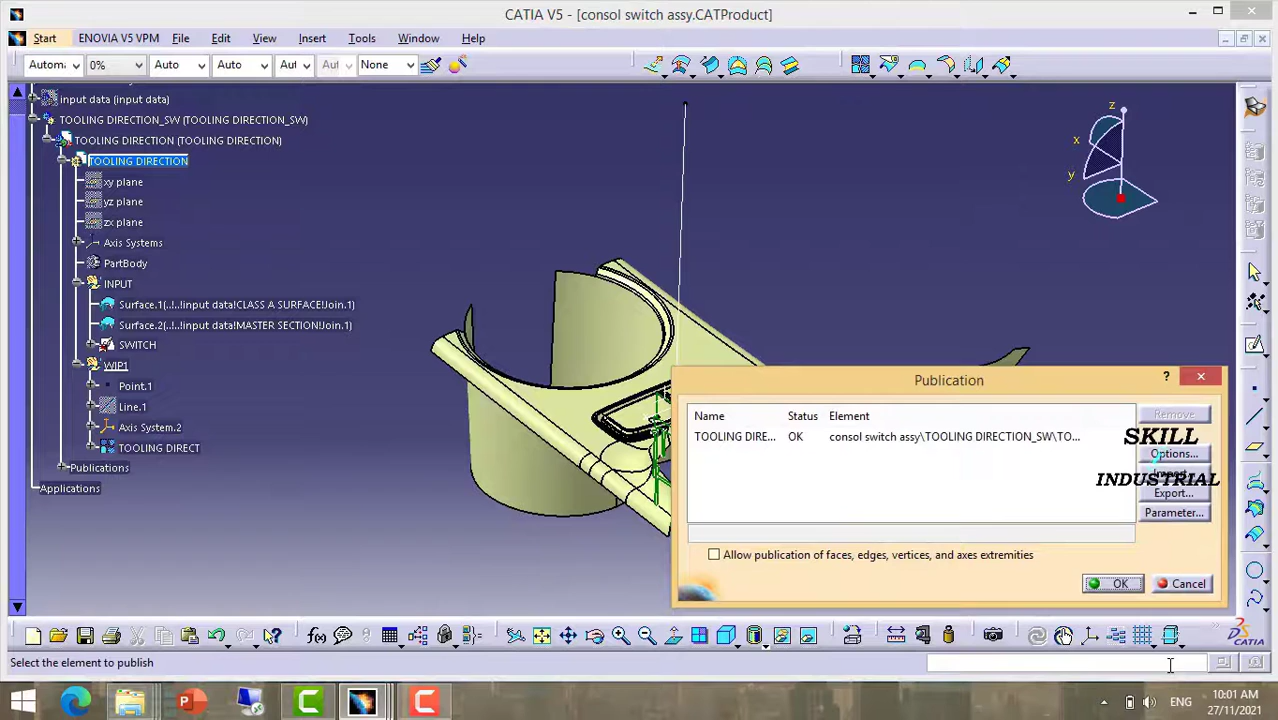 CATIA V5 - [consol switch assy.CATProduct]
Start ENOVIA V5 VPM File Edit View Insert Tools Window Help
Automa 0% Auto Auto Aut Aut None
input data (input data)
TOOLING DIRECTION_SW (TOOLING DIRECTION_SW)
TOOLING DIRECTION (TOOLING DIRECTION)
TOOLING DIRECTION
xy plane
yz plane
zx plane
Axis Systems
PartBody
INPUT
Surface.1(..!..!input data!CLASS A SURFACE!Join.1)
Surface.2(..!..!input data!MASTER SECTION!Join.1)
SWITCH
WIP1
Point.1
Line.1
Axis System.2
TOOLING DIRECT
Publications
Applications
z
x
y
Publication
?
Name Status Element
TOOLING DIRE... OK consol switch assy\TOOLING DIRECTION_SW\TO...
Remove
SKILL
Options...
Import...
INDUSTRIAL
Export...
Parameter...
Allow publication of faces, edges, vertices, and axes extremities
OK Cancel
f(x)
CATIA
Select the element to publish
ENG
10:01 AM
27/11/2021